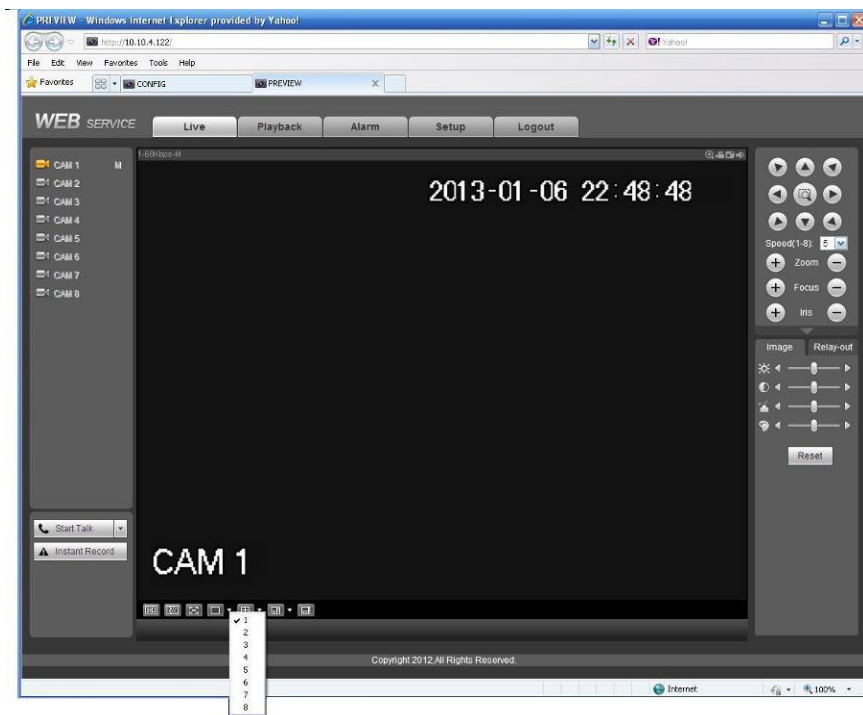 PREVIEW - Windows Internet Explorer provided by Yahoo!
http://10.10.4.122/
Yahoo!
File Edit View Favorites Tools Help
Favorites CONFIG PREVIEW X
WEB SERVICE Live Playback Alarm Setup Logout
CAM 1 M
CAM 2
CAM 3
CAM 4
CAM 5
CAM 6
CAM 7
CAM 8
1-68Kbps-M
2013-01-06 22:48:48
Speed(1-8): 5
Zoom
Focus
Iris
Image Relay-out
Reset
Start Talk
Instant Record
CAM 1
1
2
3
4
5
6
7
8
Copyright 2012,All Rights Reserved.
Internet 100%